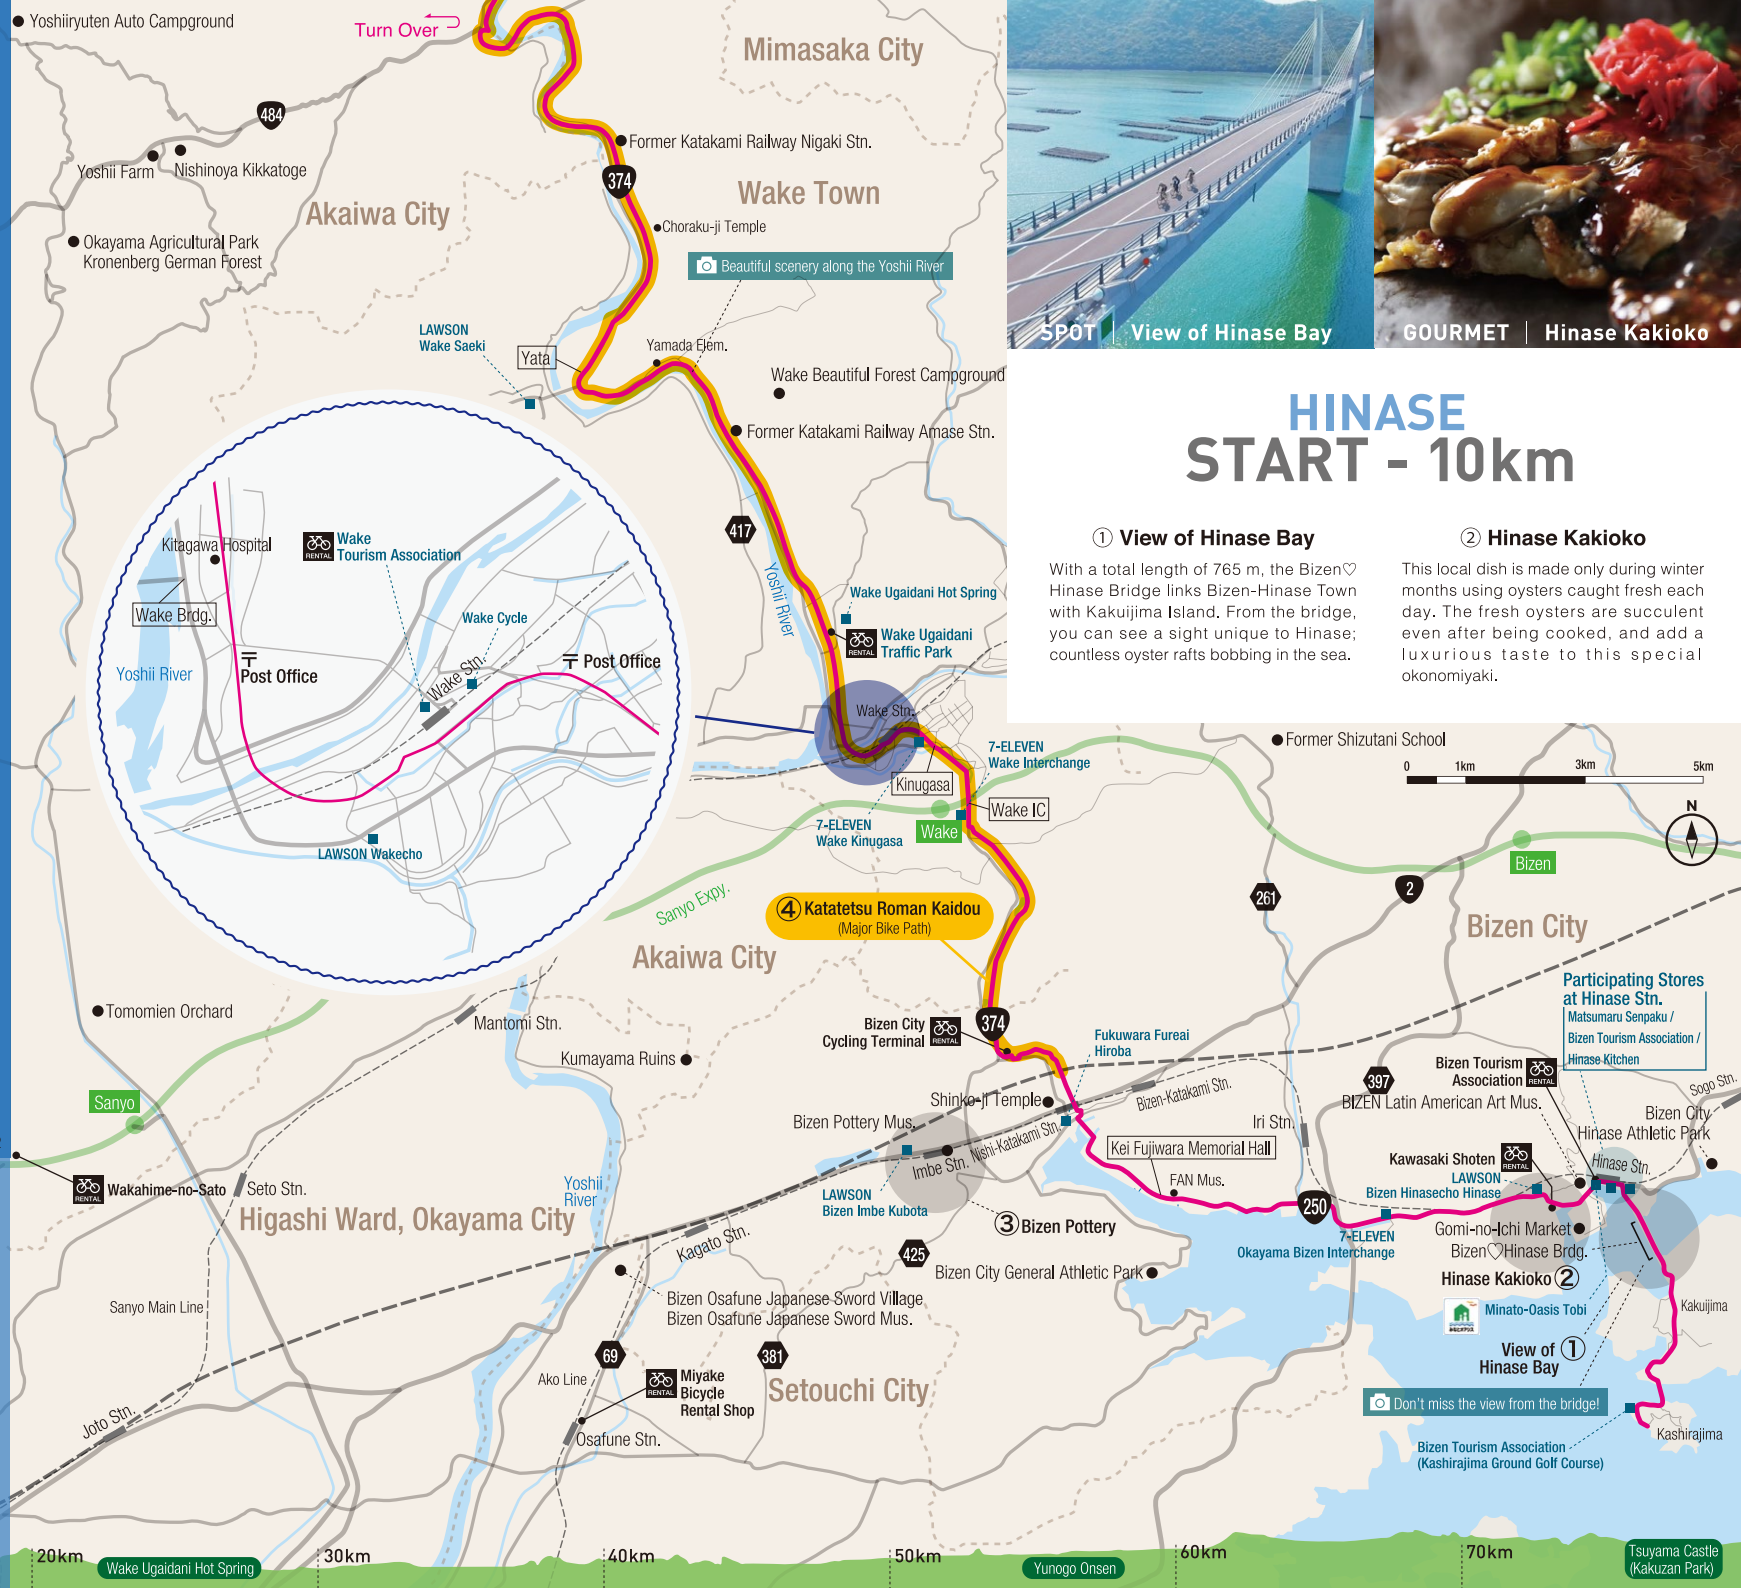 Yoshiiryuten Auto Campground
Turn Over
Mimasaka City
484
Former Katakami Railway Nigaki Stn.
Yoshii Farm
Nishinoya Kikkatoge
374
Wake Town
Akaiwa City
Choraku-ji Temple
Okayama Agricultural Park
Kronenberg German Forest
Beautiful scenery along the Yoshii River
LAWSON
Wake Saeki
Yata
Yamada Elem.
Wake Beautiful Forest Campground
Former Katakami Railway Amase Stn.
417
Yoshii River
Wake Ugaidani Hot Spring
RENTAL
Wake Ugaidani
Traffic Park
Wake Stn.
SPOT
View of Hinase Bay
GOURMET
Hinase Kakioko
HINASE
START - 10km
① View of Hinase Bay
With a total length of 765 m, the Bizen♡
Hinase Bridge links Bizen-Hinase Town
with Kakuijima Island. From the bridge,
you can see a sight unique to Hinase;
countless oyster rafts bobbing in the sea.
② Hinase Kakioko
This local dish is made only during winter
months using oysters caught fresh each
day. The fresh oysters are succulent
even after being cooked, and add a
luxurious taste to this special
okonomiyaki.
Kitagawa Hospital
RENTAL
Wake
Tourism Association
Wake Brdg.
Wake Cycle
Yoshii River
〒
Post Office
Wake Stn.
〒 Post Office
LAWSON Wakecho
7-ELEVEN
Wake Interchange
Kinugasa
Wake IC
7-ELEVEN
Wake Kinugasa
Wake
Sanyo Expy.
Former Shizutani School
0 1km 3km 5km
N
Bizen
261
2
Bizen City
④ Katatetsu Roman Kaidou
(Major Bike Path)
Akaiwa City
Tomomien Orchard
Mantomi Stn.
Kumayama Ruins
Bizen City
Cycling Terminal
RENTAL
374
Fukuwara Fureai
Hiroba
Participating Stores
at Hinase Stn.
Matsumaru Senpaku /
Bizen Tourism Association /
Hinase Kitchen
Bizen Tourism
Association
RENTAL
397
BIZEN Latin American Art Mus.
Sogo Stn.
Bizen City
Hinase Athletic Park
Sanyo
Shinko-ji Temple
Bizen-Katakami Stn.
Bizen Pottery Mus.
Imbe Stn.
Nishi-Katakami Stn.
Iri Stn.
Kei Fujiwara Memorial Hall
FAN Mus.
Kawasaki Shoten
RENTAL
Hinase Stn.
LAWSON
Bizen Hinasecho Hinase
RENTAL
Wakahime-no-Sato
Seto Stn.
Yoshii
River
LAWSON
Bizen Imbe Kubota
Higashi Ward, Okayama City
③ Bizen Pottery
250
7-ELEVEN
Okayama Bizen Interchange
Gomi-no-Ichi Market
Bizen♡Hinase Brdg.
Hinase Kakioko ②
Kagato Stn.
425
Bizen City General Athletic Park
Bizen Osafune Japanese Sword Village
Bizen Osafune Japanese Sword Mus.
Sanyo Main Line
Minato-Oasis Tobi
Kakuijima
View of ①
Hinase Bay
69
381
Ako Line
RENTAL
Miyake
Bicycle
Rental Shop
Setouchi City
Don't miss the view from the bridge!
Joto Stn.
Osafune Stn.
Kashirajima
Bizen Tourism Association
(Kashirajima Ground Golf Course)
20km 30km 40km 50km 60km 70km
Wake Ugaidani Hot Spring
Yunogo Onsen
Tsuyama Castle
(Kakuzan Park)